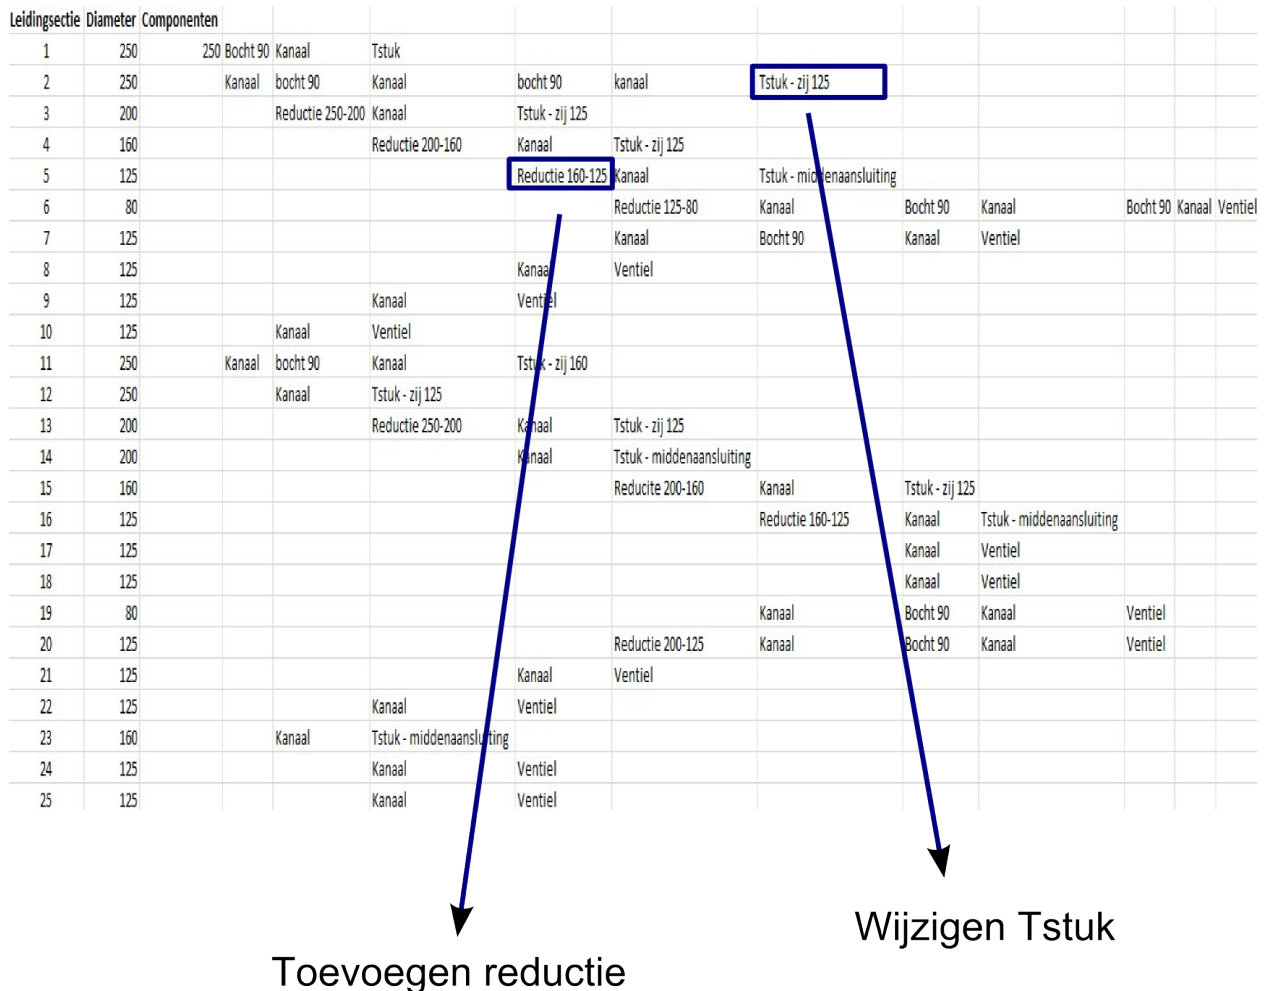 Leidingsectie Diameter Componenten
1 250 250 Bocht 90 Kanaal Tstuk
2 250 Kanaal bocht 90 Kanaal bocht 90 kanaal Tstuk - zij 125
3 200 Reductie 250-200 Kanaal Tstuk - zij 125
4 160 Reductie 200-160 Kanaal Tstuk - zij 125
5 125 Reductie 160-125 Kanaal Tstuk - middenaansluiting
6 80 Reductie 125-80 Kanaal Bocht 90 Kanaal Bocht 90 Kanaal Ventiel
7 125 Kanaal Bocht 90 Kanaal Ventiel
8 125 Kanaal Ventiel
9 125 Kanaal Ventiel
10 125 Kanaal Ventiel
11 250 Kanaal bocht 90 Kanaal Tstuk - zij 160
12 250 Kanaal Tstuk - zij 125
13 200 Reductie 250-200 Kanaal Tstuk - zij 125
14 200 Kanaal Tstuk - middenaansluiting
15 160 Reducite 200-160 Kanaal Tstuk - zij 125
16 125 Reductie 160-125 Kanaal Tstuk - middenaansluiting
17 125 Kanaal Ventiel
18 125 Kanaal Ventiel
19 80 Kanaal Bocht 90 Kanaal Ventiel
20 125 Reductie 200-125 Kanaal Bocht 90 Kanaal Ventiel
21 125 Kanaal Ventiel
22 125 Kanaal Ventiel
23 160 Kanaal Tstuk - middenaansluiting
24 125 Kanaal Ventiel
25 125 Kanaal Ventiel
Wijzigen Tstuk
Toevoegen reductie